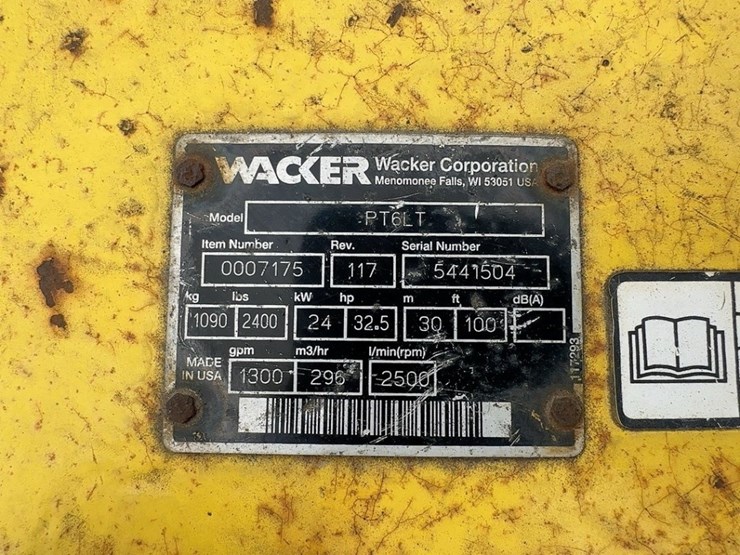 WACKER Wacker Corporation
Menomonee Falls, WI 53051 USA
Model PT6LT
Item Number Rev. Serial Number
0007175 117 5441504
kg lbs kW hp m ft dB(A)
1090 2400 24 32.5 30 100
gpm m3/hr l/min(rpm)
MADE IN USA 1300 296 2500
117293